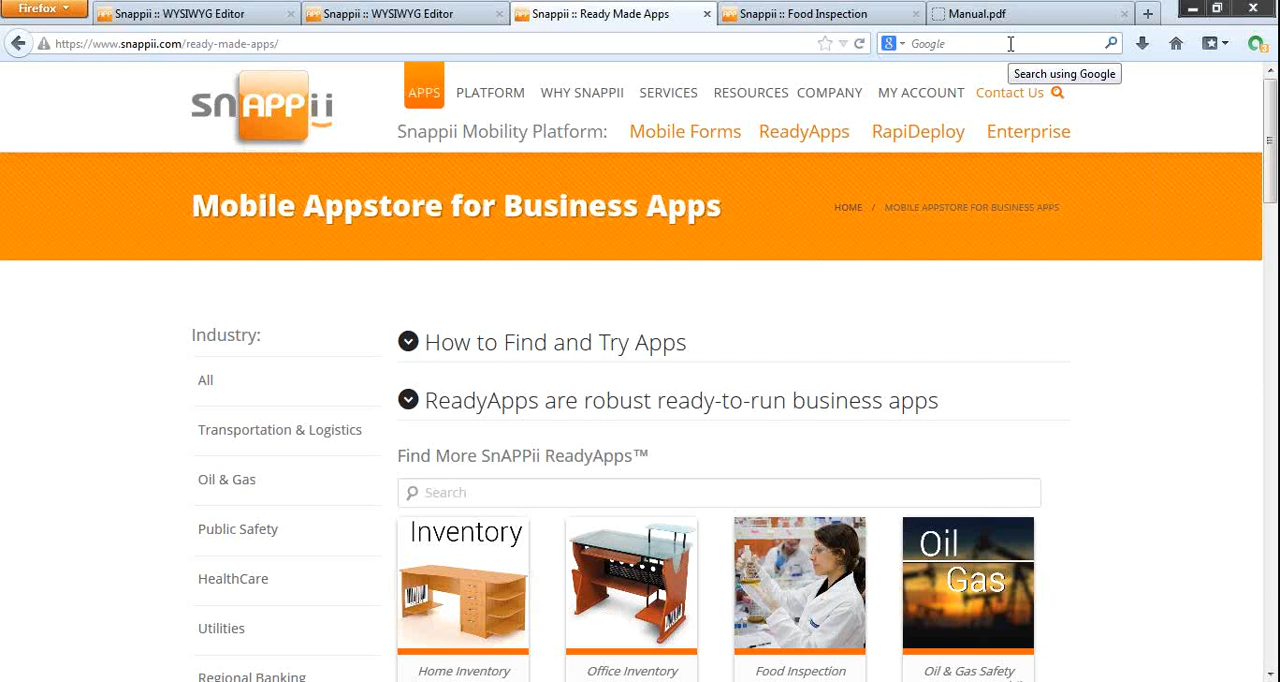 Firefox
Snappii :: WYSIWYG Editor
Snappii :: WYSIWYG Editor
Snappii :: Ready Made Apps
Snappii :: Food Inspection
Manual.pdf
https://www.snappii.com/ready-made-apps/
Google
Search using Google
snAPPii
APPS
PLATFORM
WHY SNAPPII
SERVICES
RESOURCES
COMPANY
MY ACCOUNT
Contact Us
Snappii Mobility Platform:
Mobile Forms
ReadyApps
RapiDeploy
Enterprise
Mobile Appstore for Business Apps
HOME / MOBILE APPSTORE FOR BUSINESS APPS
Industry:
All
Transportation & Logistics
Oil & Gas
Public Safety
HealthCare
Utilities
Regional Banking
How to Find and Try Apps
ReadyApps are robust ready-to-run business apps
Find More SnAPPii ReadyApps™
Search
Inventory
Oil
Gas
Home Inventory
Office Inventory
Food Inspection
Oil & Gas Safety